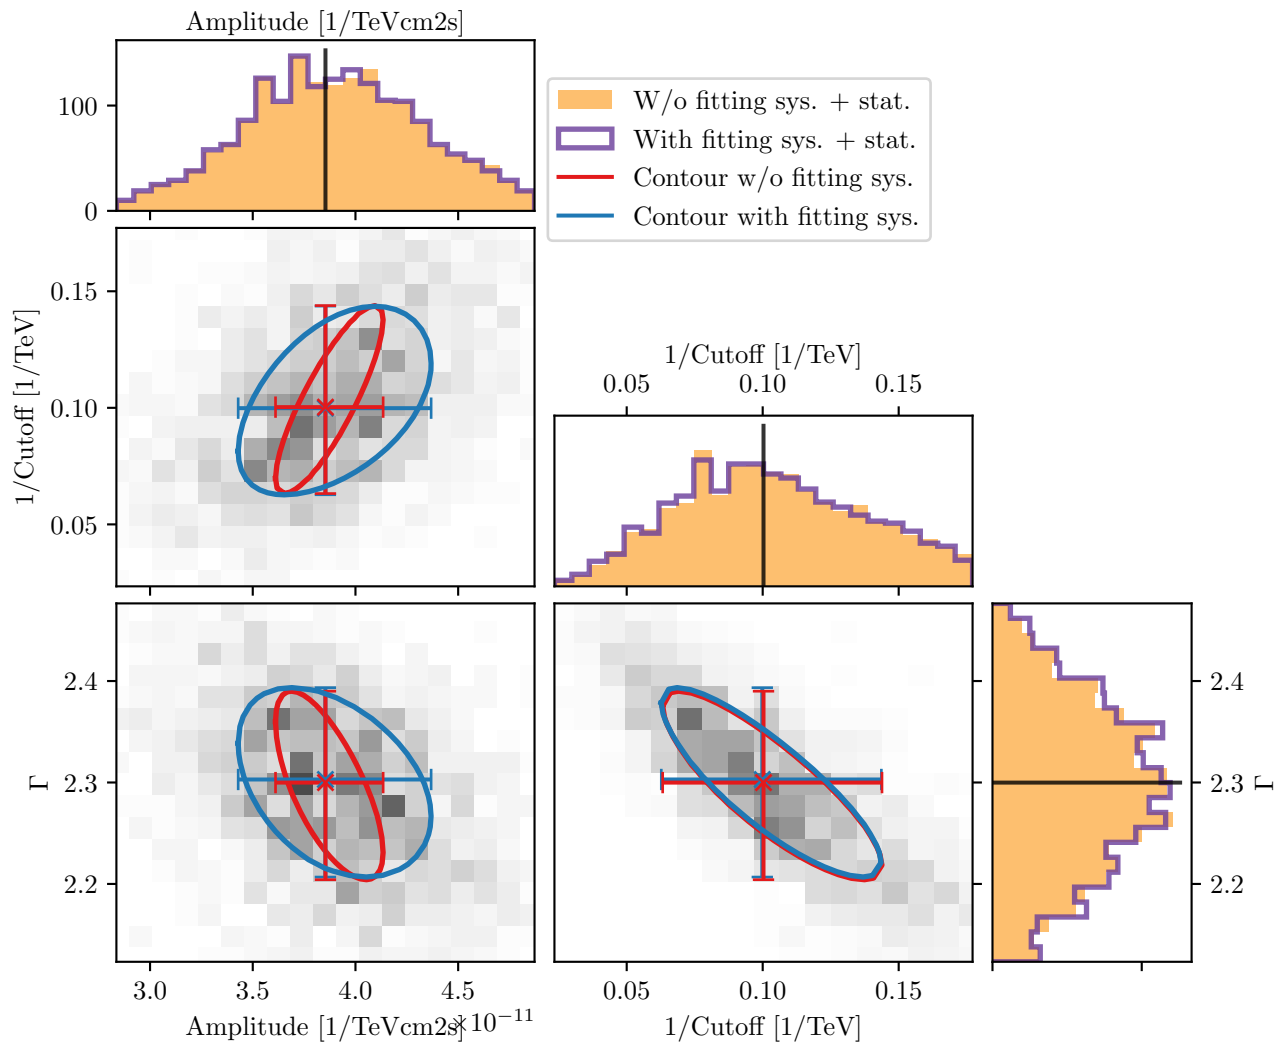 Amplitude [1/TeVcm2s]
100
0
W/o fitting sys. + stat.
With fitting sys. + stat.
Contour w/o fitting sys.
Contour with fitting sys.
1/Cutoff [1/TeV]
0.15
0.10
0.05
1/Cutoff [1/TeV]
0.05 0.10 0.15
Γ
2.4
2.3
2.2
2.4
2.3
2.2
Γ
3.0 3.5 4.0 4.5
Amplitude [1/TeVcm2s]
×10⁻¹¹
0.05 0.10 0.15
1/Cutoff [1/TeV]